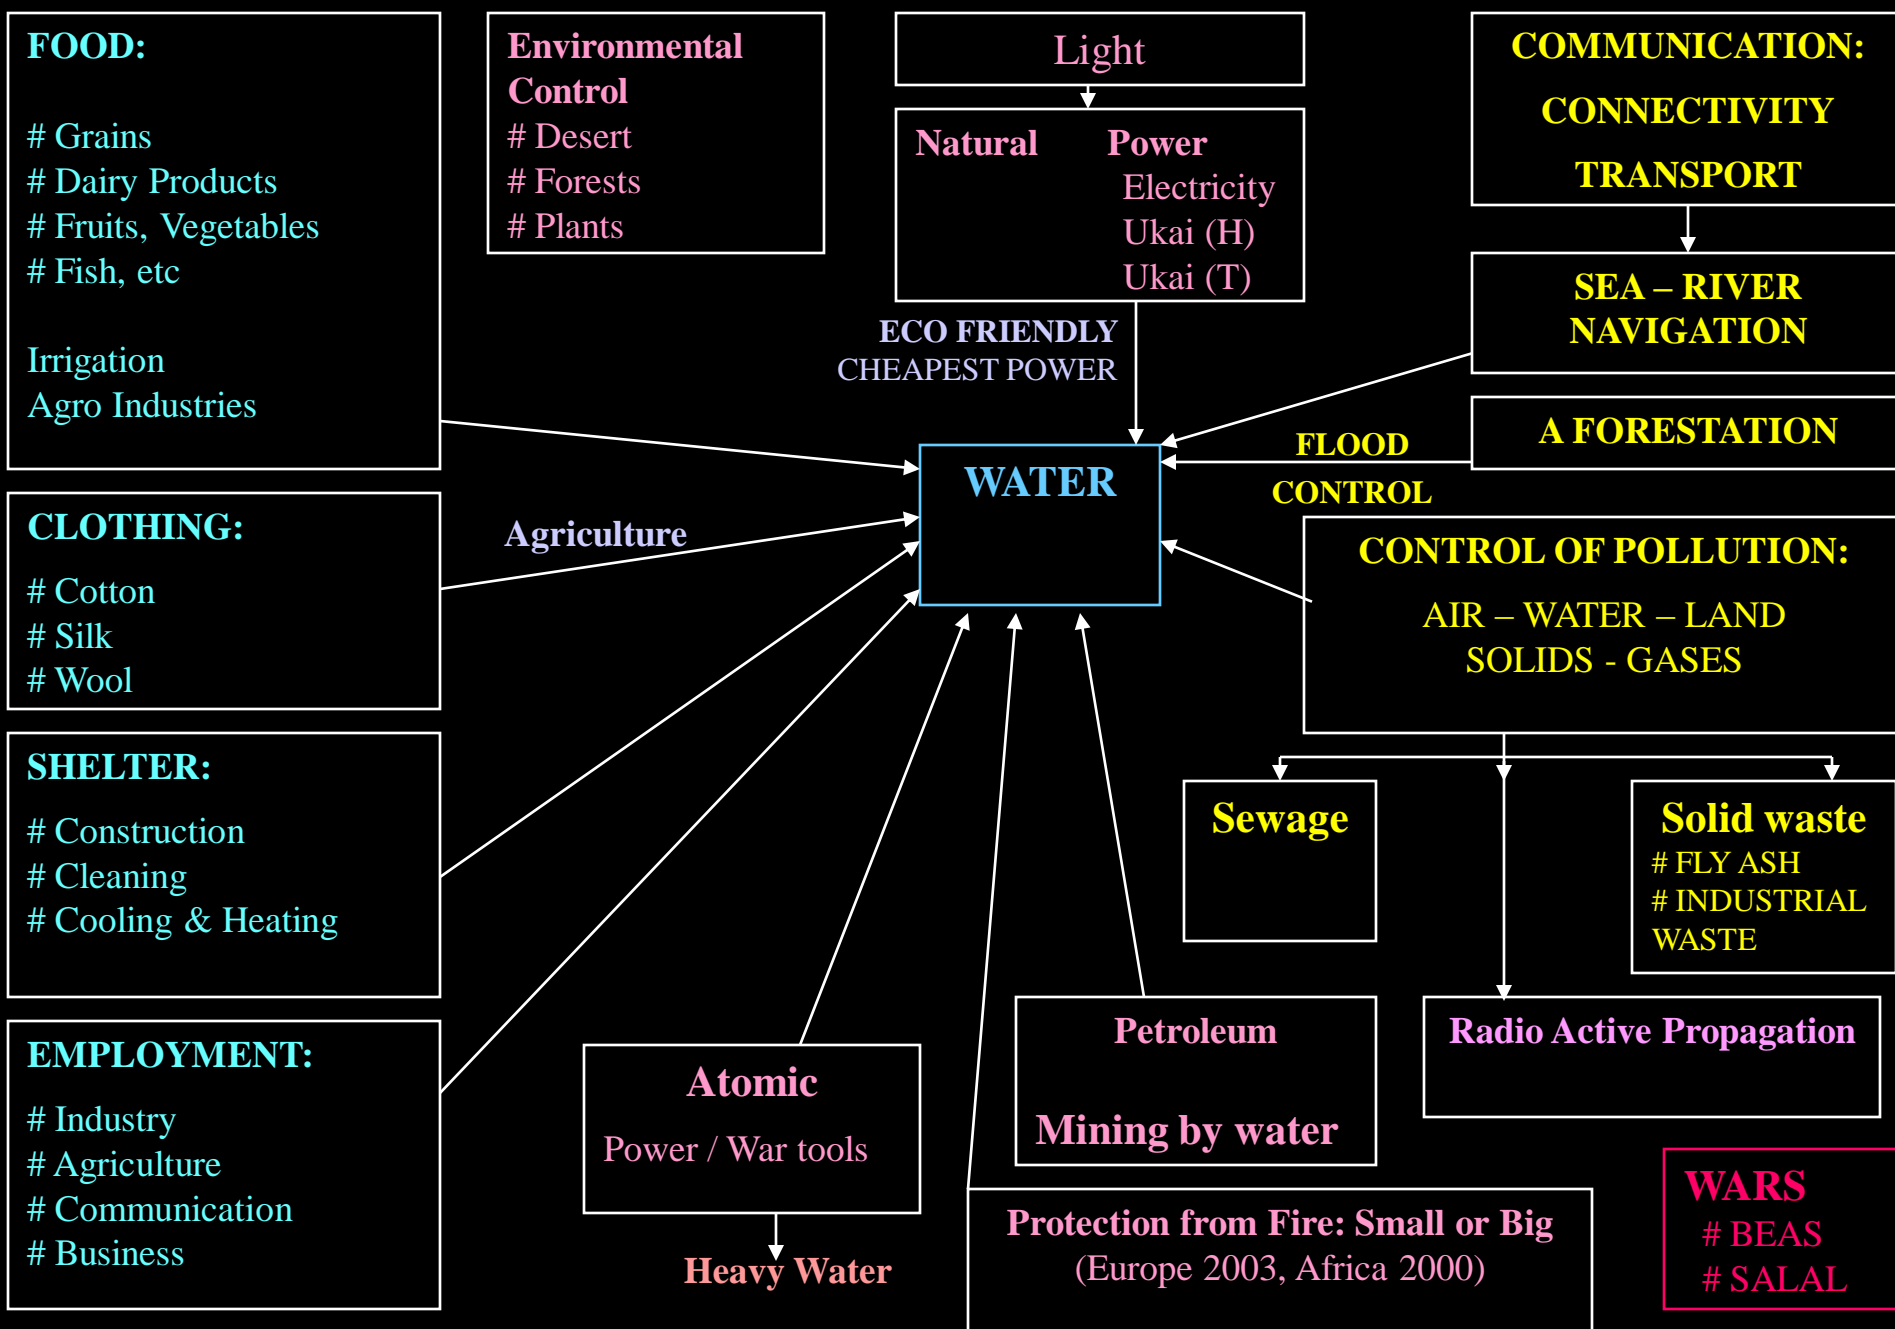 FOOD:
# Grains
# Dairy Products
# Fruits, Vegetables
# Fish, etc
Irrigation
Agro Industries
Environmental
Control
# Desert
# Forests
# Plants
Light
Natural Power
Electricity
Ukai (H)
Ukai (T)
ECO FRIENDLY
CHEAPEST POWER
COMMUNICATION:
CONNECTIVITY
TRANSPORT
SEA – RIVER
NAVIGATION
A FORESTATION
FLOOD
CONTROL
WATER
CLOTHING:
# Cotton
# Silk
# Wool
Agriculture
CONTROL OF POLLUTION:
AIR – WATER – LAND
SOLIDS - GASES
SHELTER:
# Construction
# Cleaning
# Cooling & Heating
Sewage
Solid waste
# FLY ASH
# INDUSTRIAL
WASTE
EMPLOYMENT:
# Industry
# Agriculture
# Communication
# Business
Atomic
Power / War tools
Heavy Water
Petroleum
Mining by water
Radio Active Propagation
Protection from Fire: Small or Big
(Europe 2003, Africa 2000)
WARS
# BEAS
# SALAL